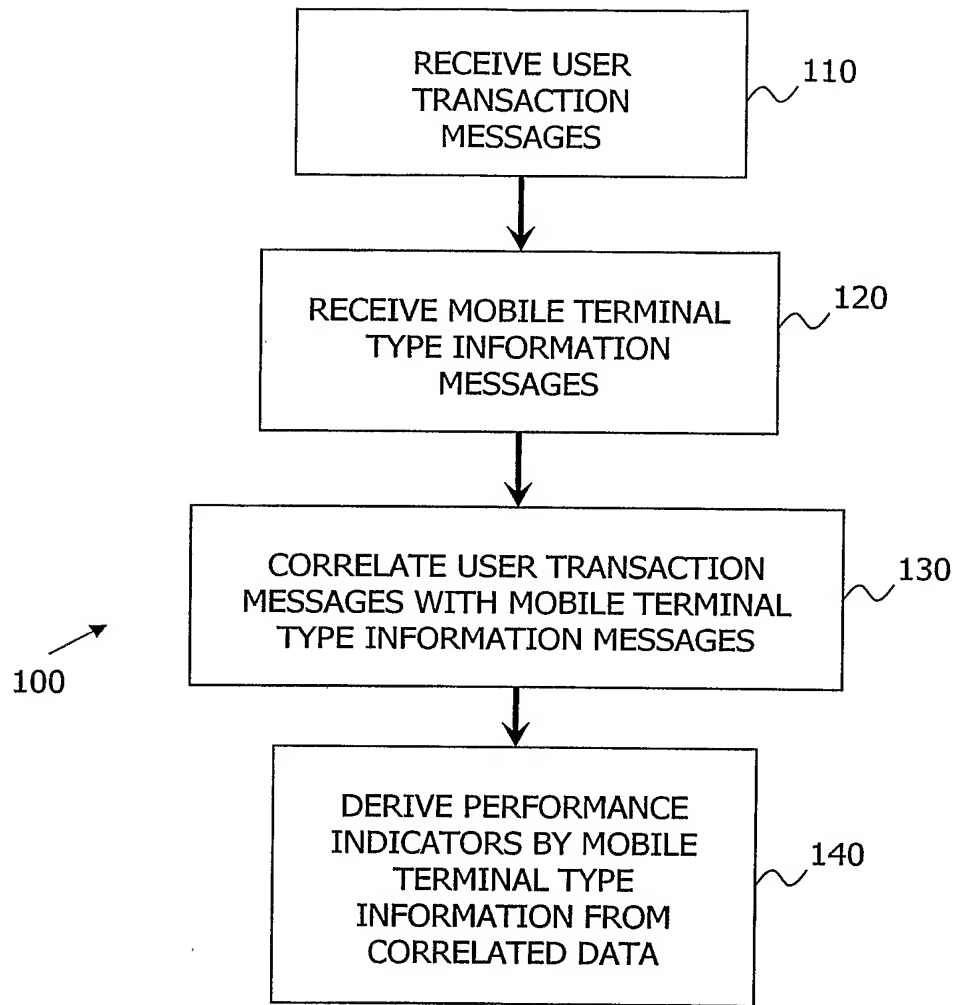 RECEIVE USER
TRANSACTION
MESSAGES
110
RECEIVE MOBILE TERMINAL
TYPE INFORMATION
MESSAGES
120
CORRELATE USER TRANSACTION
MESSAGES WITH MOBILE TERMINAL
TYPE INFORMATION MESSAGES
130
100
DERIVE PERFORMANCE
INDICATORS BY MOBILE
TERMINAL TYPE
INFORMATION FROM
CORRELATED DATA
140